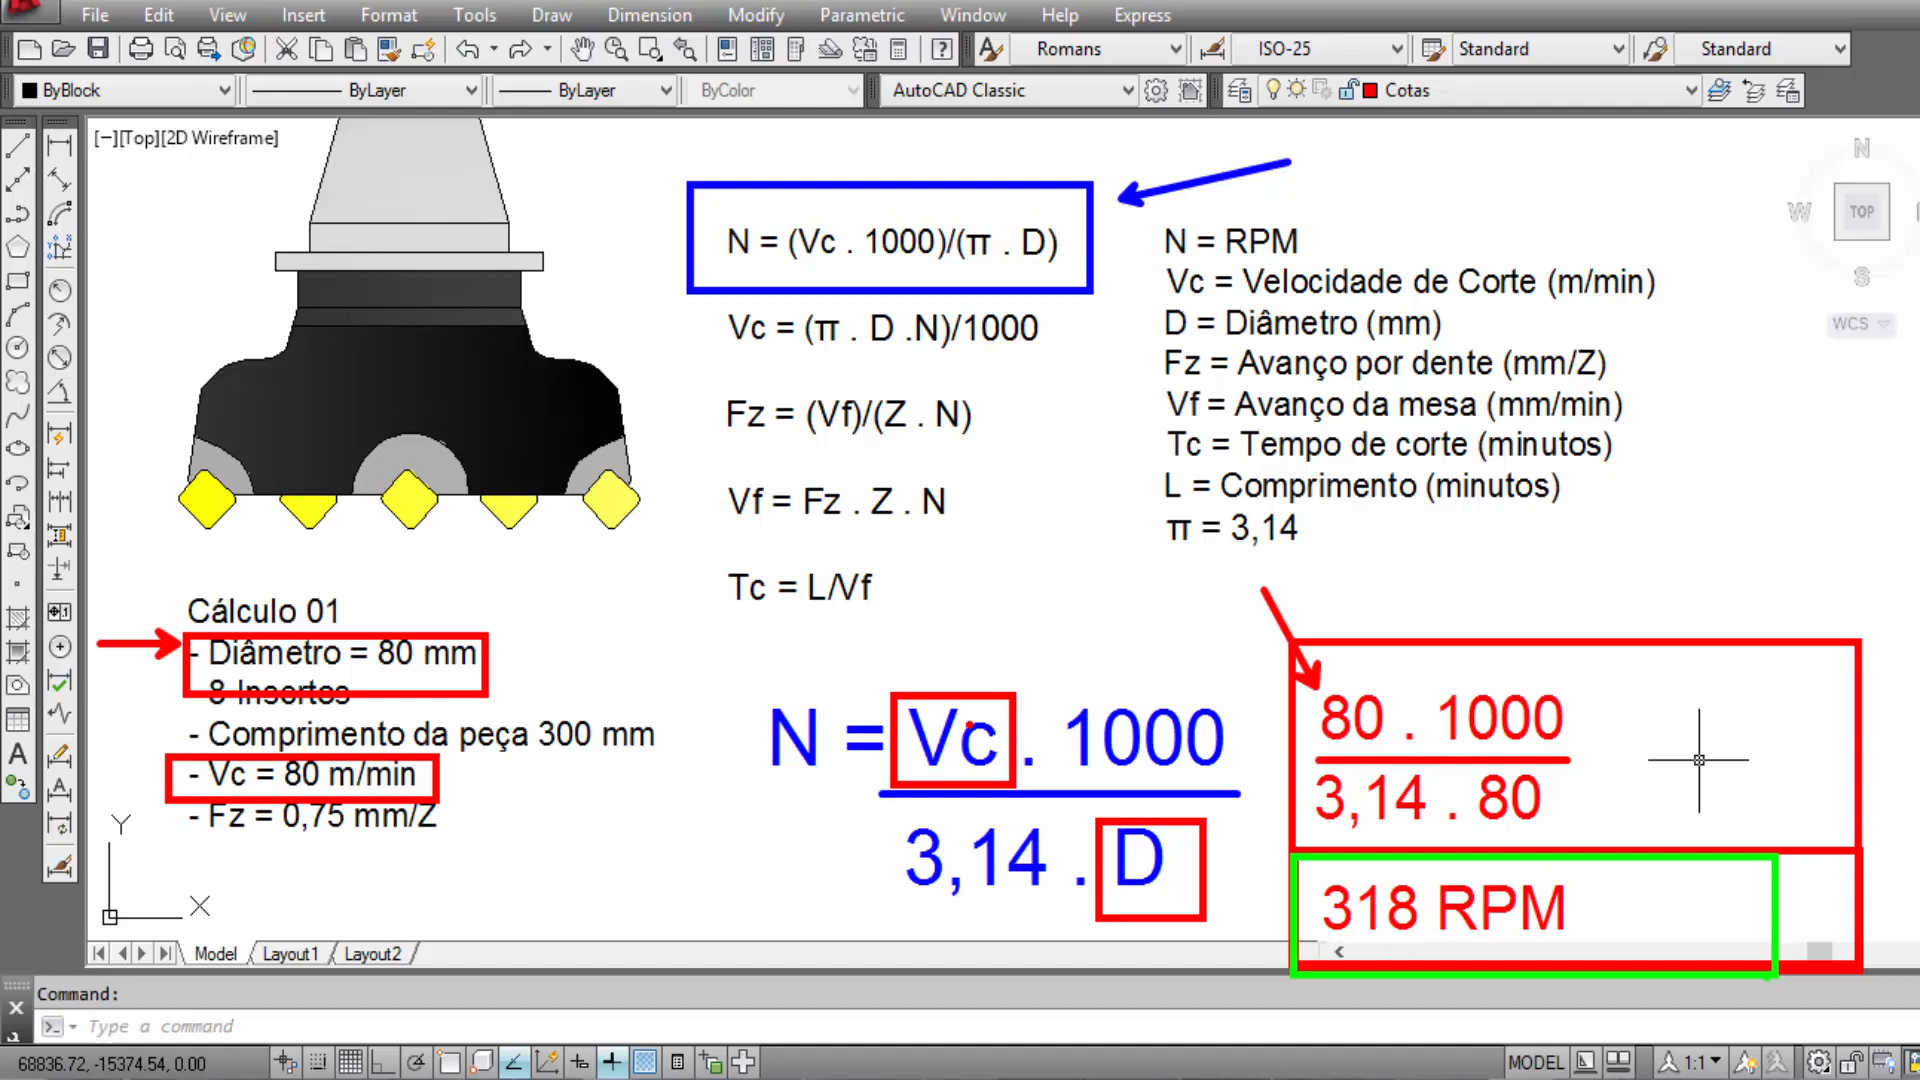 File Edit View Insert Format Tools Draw Dimension Modify Parametric Window Help Express
Romans ISO-25 Standard Standard
ByBlock ByLayer ByLayer ByColor AutoCAD Classic Cotas
[−][Top][2D Wireframe]
N
W TOP
S
WCS
N = (Vc . 1000)/(π . D)
Vc = (π . D .N)/1000
Fz = (Vf)/(Z . N)
Vf = Fz . Z . N
Tc = L/Vf
N = RPM
Vc = Velocidade de Corte (m/min)
D = Diâmetro (mm)
Fz = Avanço por dente (mm/Z)
Vf = Avanço da mesa (mm/min)
Tc = Tempo de corte (minutos)
L = Comprimento (minutos)
π = 3,14
Cálculo 01
- Diâmetro = 80 mm
- 8 Insertos
- Comprimento da peça 300 mm
- Vc = 80 m/min
- Fz = 0,75 mm/Z
N = Vc . 1000
3,14 . D
80 . 1000
3,14 . 80
318 RPM
Y
X
Model Layout1 Layout2
Command:
Type a command
68836.72, -15374.54, 0.00 MODEL 1:1